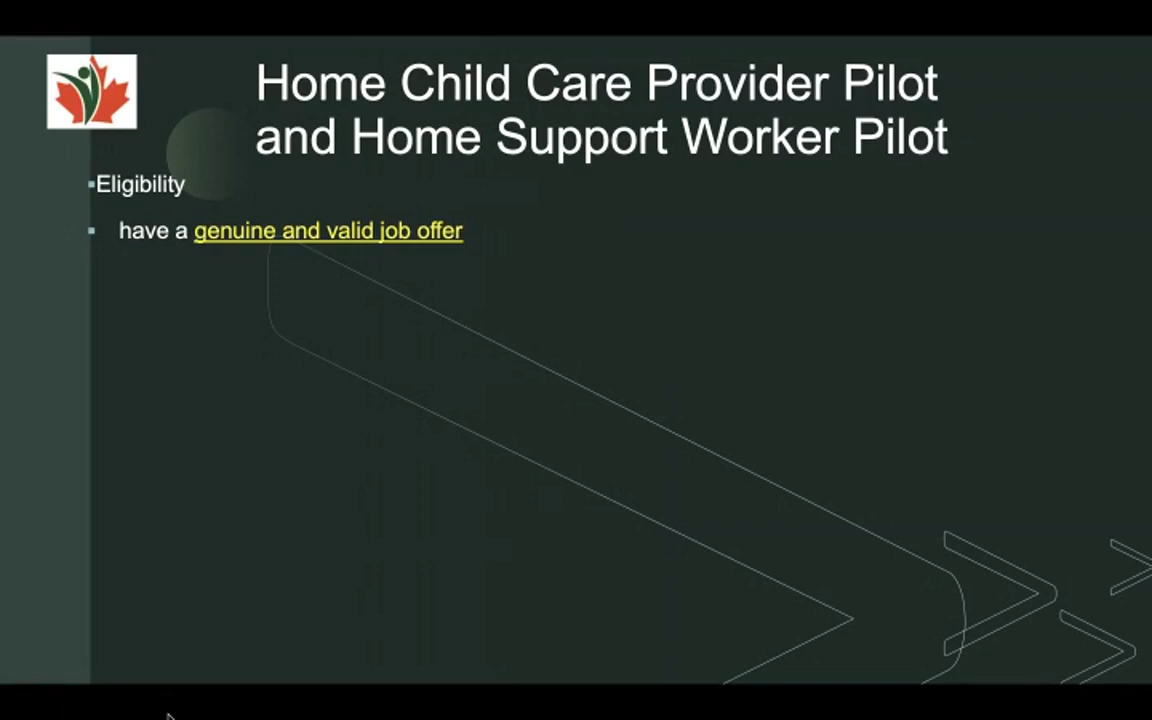 Home Child Care Provider Pilot
and Home Support Worker Pilot
Eligibility
have a genuine and valid job offer